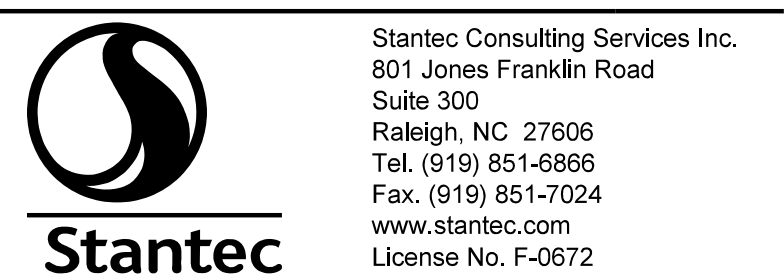 Stantec
Stantec Consulting Services Inc.
801 Jones Franklin Road
Suite 300
Raleigh, NC 27606
Tel. (919) 851-6866
Fax. (919) 851-7024
www.stantec.com
License No. F-0672